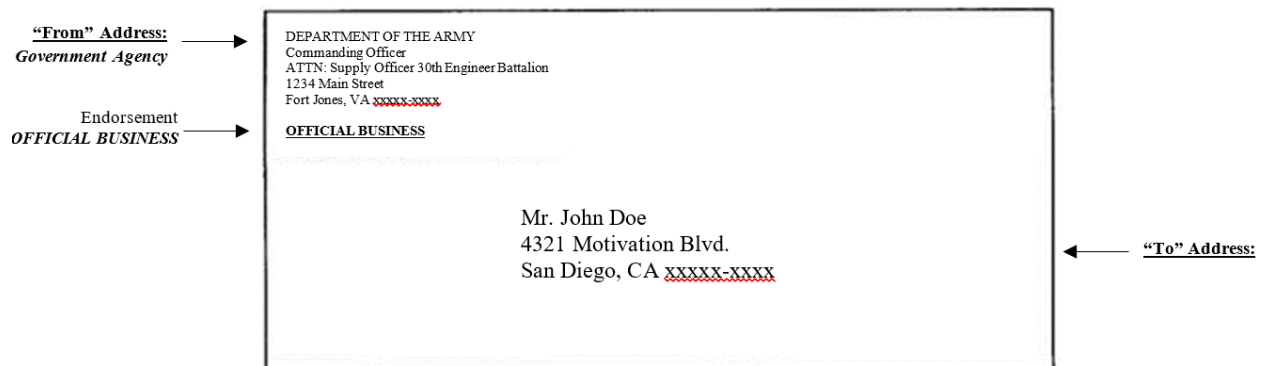 “From” Address:
Government Agency
Endorsement
OFFICIAL BUSINESS
DEPARTMENT OF THE ARMY
Commanding Officer
ATTN: Supply Officer 30th Engineer Battalion
1234 Main Street
Fort Jones, VA xxxxx-xxxx
OFFICIAL BUSINESS
Mr. John Doe
4321 Motivation Blvd.
San Diego, CA xxxxx-xxxx
“To” Address: